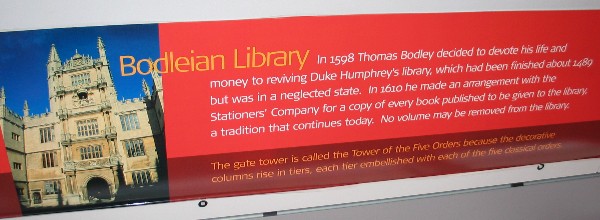 Bodleian Library In 1598 Thomas Bodley decided to devote his life and
money to reviving Duke Humphrey's library, which had been finished about 1489
but was in a neglected state. In 1610 he made an arrangement with the
Stationers' Company for a copy of every book published to be given to the library,
a tradition that continues today. No volume may be removed from the library.
The gate tower is called the Tower of the Five Orders because the decorative
columns rise in tiers, each tier embellished with each of the five classical orders.